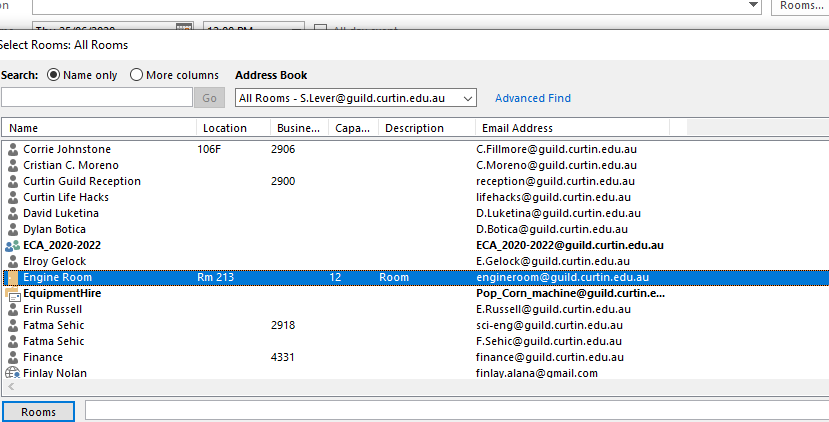 on Rooms...
Select Rooms: All Rooms
Search: Name only More columns Address Book
Go All Rooms - S.Lever@guild.curtin.edu.au Advanced Find
Name Location Busine... Capa... Description Email Address
Corrie Johnstone 106F 2906 C.Fillmore@guild.curtin.edu.au
Cristian C. Moreno C.Moreno@guild.curtin.edu.au
Curtin Guild Reception 2900 reception@guild.curtin.edu.au
Curtin Life Hacks lifehacks@guild.curtin.edu.au
David Luketina D.Luketina@guild.curtin.edu.au
Dylan Botica D.Botica@guild.curtin.edu.au
ECA_2020-2022 ECA_2020-2022@guild.curtin.edu.au
Elroy Gelock E.Gelock@guild.curtin.edu.au
Engine Room Rm 213 12 Room engineroom@guild.curtin.edu.au
EquipmentHire Pop_Corn_machine@guild.curtin.e...
Erin Russell E.Russell@guild.curtin.edu.au
Fatma Sehic 2918 sci-eng@guild.curtin.edu.au
Fatma Sehic F.Sehic@guild.curtin.edu.au
Finance 4331 finance@guild.curtin.edu.au
Finlay Nolan finlay.alana@gmail.com
Rooms